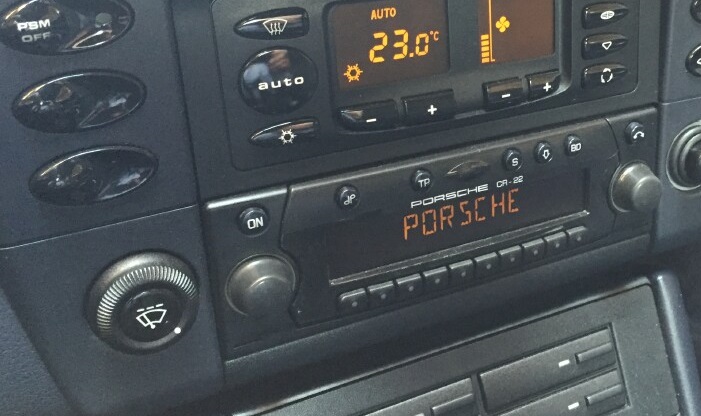 PSM
OFF
AUTO
23.0°C
auto
- + - +
S BD
TP
ON
PORSCHE CR-22
PORSCHE